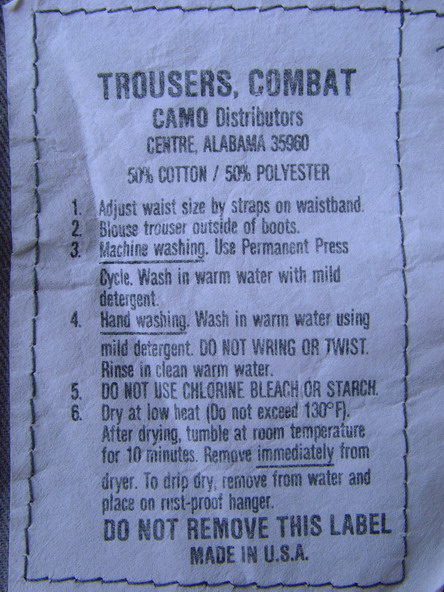 TROUSERS, COMBAT
CAMO Distributors
CENTRE, ALABAMA 35960
50% COTTON / 50% POLYESTER
1. Adjust waist size by straps on waistband.
2. Blouse trouser outside of boots.
3. Machine washing. Use Permanent Press
Cycle. Wash in warm water with mild
detergent.
4. Hand washing. Wash in warm water using
mild detergent. DO NOT WRING OR TWIST.
Rinse in clean warm water.
5. DO NOT USE CHLORINE BLEACH OR STARCH.
6. Dry at low heat (Do not exceed 130°F).
After drying, tumble at room temperature
for 10 minutes. Remove immediately from
dryer. To drip dry, remove from water and
place on rust-proof hanger.
DO NOT REMOVE THIS LABEL
MADE IN U.S.A.